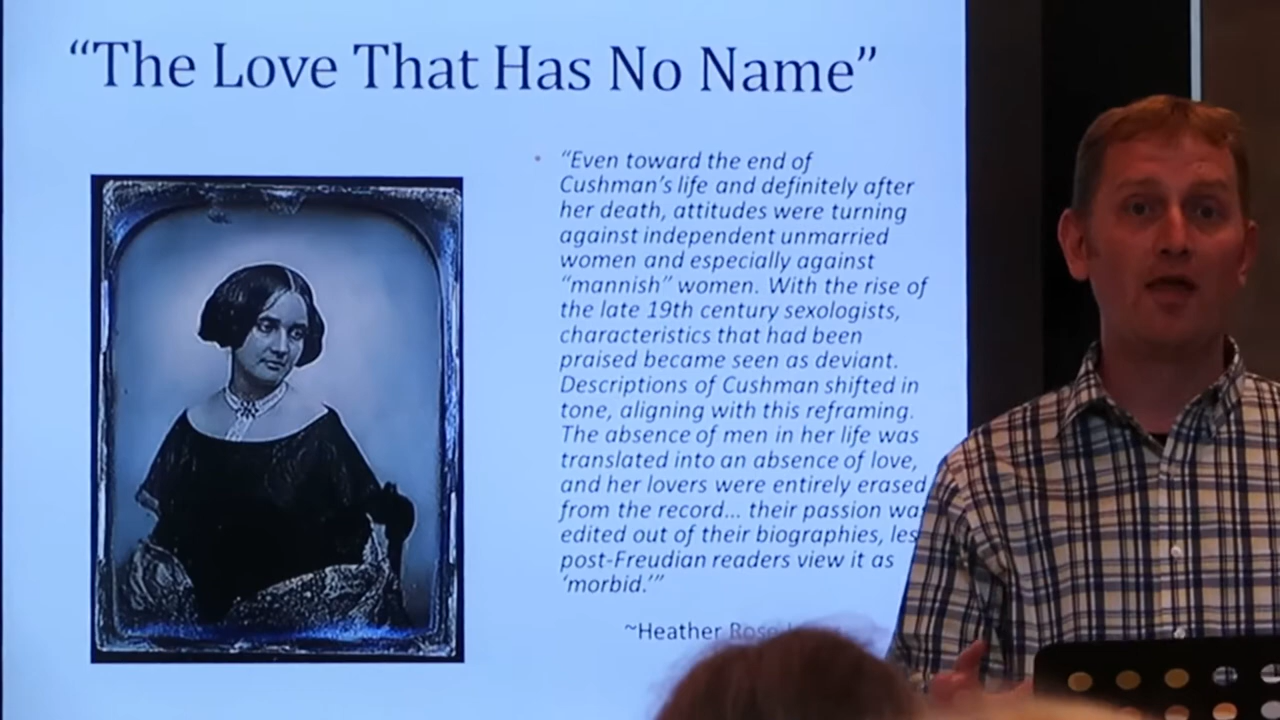 “The Love That Has No Name”
• “Even toward the end of
Cushman’s life and definitely after
her death, attitudes were turning
against independent unmarried
women and especially against
“mannish” women. With the rise of
the late 19th century sexologists,
characteristics that had been
praised became seen as deviant.
Descriptions of Cushman shifted in
tone, aligning with this reframing.
The absence of men in her life was
translated into an absence of love,
and her lovers were entirely erased
from the record… their passion was
edited out of their biographies, les
post-Freudian readers view it as
‘morbid.’”
~Heather Rose